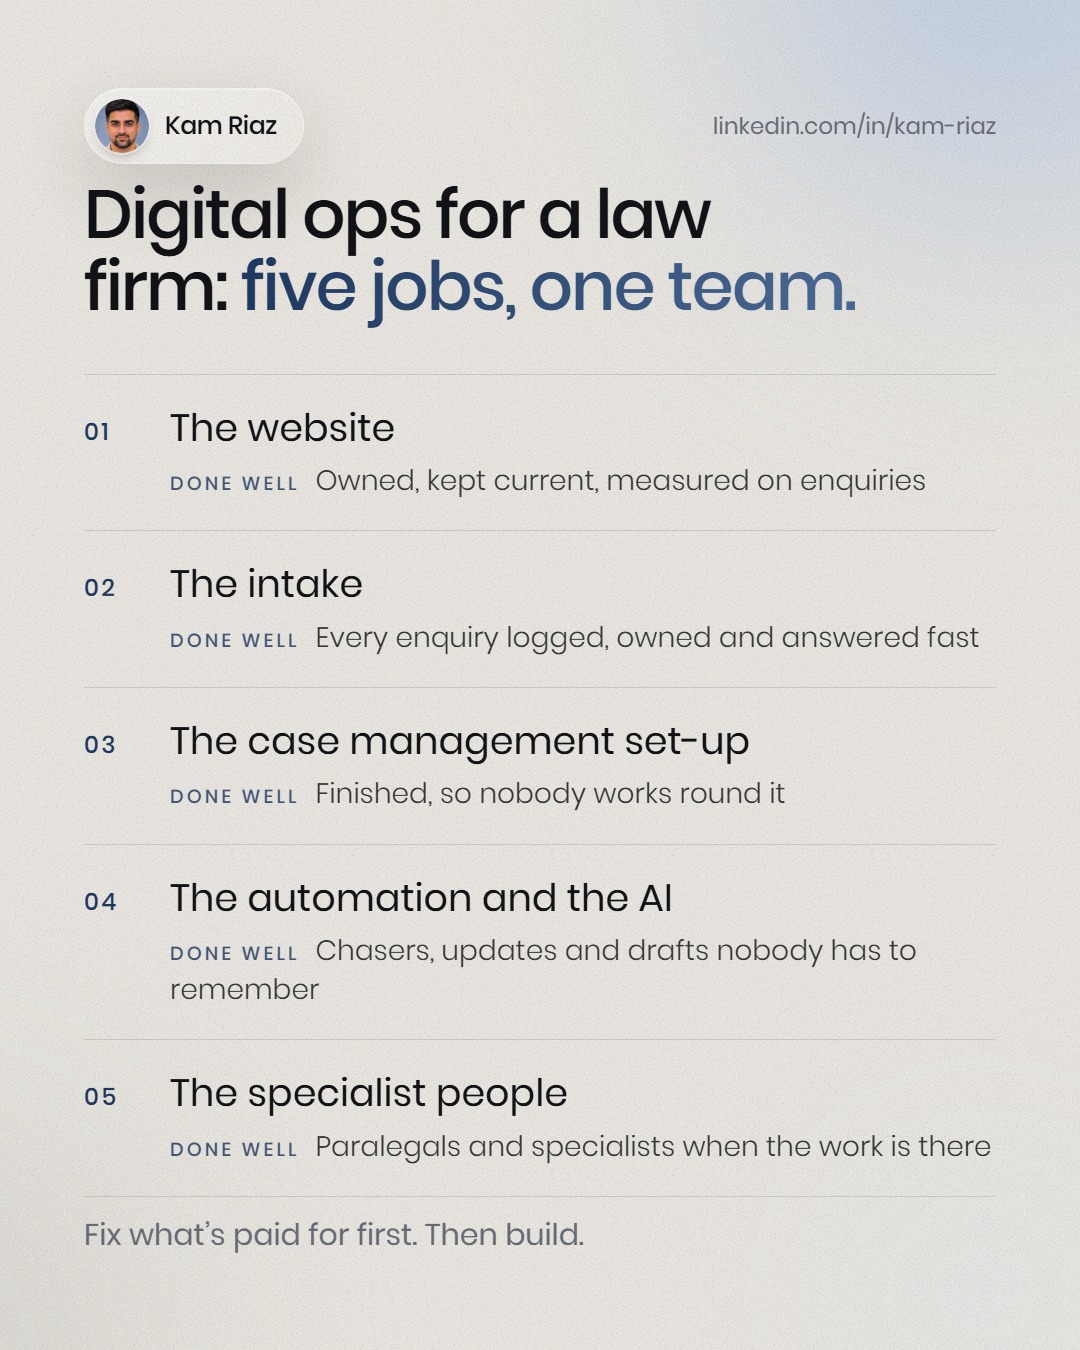 Kam Riaz
linkedin.com/in/kam-riaz
Digital ops for a law
firm: five jobs, one team.
01 The website
DONE WELL Owned, kept current, measured on enquiries
02 The intake
DONE WELL Every enquiry logged, owned and answered fast
03 The case management set-up
DONE WELL Finished, so nobody works round it
04 The automation and the AI
DONE WELL Chasers, updates and drafts nobody has to
remember
05 The specialist people
DONE WELL Paralegals and specialists when the work is there
Fix what’s paid for first. Then build.